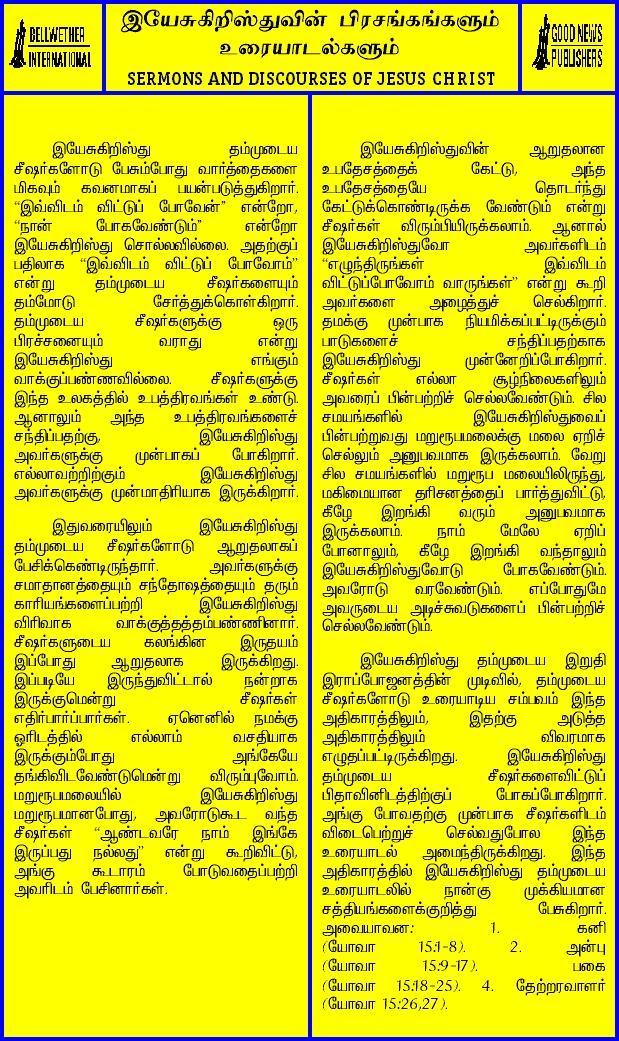 BELLWETHER
INTERNATIONAL
இயேசுகிறிஸ்துவின் பிரசங்கங்களும்
உரையாடல்களும்
SERMONS AND DISCOURSES OF JESUS CHRIST
GOOD NEWS
PUBLISHERS
இயேசுகிறிஸ்து தம்முடைய
சீஷர்களோடு பேசும்போது வார்த்தைகளை
மிகவும் கவனமாகப் பயன்படுத்துகிறார்.
“இவ்விடம் விட்டுப் போவேன்” என்றோ,
“நான் போகவேண்டும்” என்றோ
இயேசுகிறிஸ்து சொல்லவில்லை. அதற்குப்
பதிலாக “இவ்விடம் விட்டுப் போவோம்”
என்று தம்முடைய சீஷர்களையும்
தம்மோடு சேர்த்துக்கொள்கிறார்.
தம்முடைய சீஷர்களுக்கு ஒரு
பிரச்சனையும் வராது என்று
இயேசுகிறிஸ்து எங்கும்
வாக்குப்பண்ணவில்லை. சீஷர்களுக்கு
இந்த உலகத்தில் உபத்திரவங்கள் உண்டு.
ஆனாலும் அந்த உபத்திரவங்களைச்
சந்திப்பதற்கு, இயேசுகிறிஸ்து
அவர்களுக்கு முன்பாகப் போகிறார்.
எல்லாவற்றிற்கும் இயேசுகிறிஸ்து
அவர்களுக்கு முன்மாதிரியாக இருக்கிறார்.
இதுவரையிலும் இயேசுகிறிஸ்து
தம்முடைய சீஷர்களோடு ஆறுதலாகப்
பேசிக்கெண்டிருந்தார். அவர்களுக்கு
சமாதானத்தையும் சந்தோஷத்தையும் தரும்
காரியங்களைப்பற்றி இயேசுகிறிஸ்து
விரிவாக வாக்குத்தத்தம்பண்ணினார்.
சீஷர்களுடைய கலங்கின இருதயம்
இப்போது ஆறுதலாக இருக்கிறது.
இப்படியே இருந்துவிட்டால் நன்றாக
இருக்குமென்று சீஷர்கள்
எதிர்பார்ப்பார்கள். ஏனெனில் நமக்கு
ஓரிடத்தில் எல்லாம் வசதியாக
இருக்கும்போது அங்கேயே
தங்கிவிடவேண்டுமென்று விரும்புவோம்.
மறுரூபமலையில் இயேசுகிறிஸ்து
மறுரூபமானபோது, அவரோடுகூட வந்த
சீஷர்கள் “ஆண்டவரே நாம் இங்கே
இருப்பது நல்லது” என்று கூறிவிட்டு,
அங்கு கூடாரம் போடுவதைப்பற்றி
அவரிடம் பேசினார்கள்.
இயேசுகிறிஸ்துவின் ஆறுதலான
உபதேசத்தைக் கேட்டு, அந்த
உபதேசத்தையே தொடர்ந்து
கேட்டுக்கொண்டிருக்க வேண்டும் என்று
சீஷர்கள் விரும்பியிருக்கலாம். ஆனால்
இயேசுகிறிஸ்துவோ அவர்களிடம்
“எழுந்திருங்கள் இவ்விடம்
விட்டுப்போவோம் வாருங்கள்” என்று கூறி
அவர்களை அழைத்துச் செல்கிறார்.
தமக்கு முன்பாக நியமிக்கப்பட்டிருக்கும்
பாடுகளைச் சந்திப்பதற்காக
இயேசுகிறிஸ்து முன்னேறிப்போகிறார்.
சீஷர்கள் எல்லா சூழ்நிலைகளிலும்
அவரைப் பின்பற்றிச் செல்லவேண்டும். சில
சமயங்களில் இயேசுகிறிஸ்துவைப்
பின்பற்றுவது மறுரூபமலைக்கு மலை ஏறிச்
செல்லும் அனுபவமாக இருக்கலாம். வேறு
சில சமயங்களில் மறுரூப மலையிலிருந்து,
மகிமையான தரிசனத்தைப் பார்த்துவிட்டு,
கீழே இறங்கி வரும் அனுபவமாக
இருக்கலாம். நாம் மேலே ஏறிப்
போனாலும், கீழே இறங்கி வந்தாலும்
இயேசுகிறிஸ்துவோடு போகவேண்டும்.
அவரோடு வரவேண்டும். எப்போதுமே
அவருடைய அடிச்சுவடுகளைப் பின்பற்றிச்
செல்லவேண்டும்.
இயேசுகிறிஸ்து தம்முடைய இறுதி
இராப்போஜனத்தின் முடிவில், தம்முடைய
சீஷர்களோடு உரையாடிய சம்பவம் இந்த
அதிகாரத்திலும், இதற்கு அடுத்த
அதிகாரத்திலும் விவரமாக
எழுதப்பட்டிருக்கிறது. இயேசுகிறிஸ்து
தம்முடைய சீஷர்களைவிட்டுப்
பிதாவினிடத்திற்குப் போகப்போகிறார்.
அங்கு போவதற்கு முன்பாக சீஷர்களிடம்
விடைபெற்றுச் செல்வதுபோல இந்த
உரையாடல் அமைந்திருக்கிறது. இந்த
அதிகாரத்தில் இயேசுகிறிஸ்து தம்முடைய
உரையாடலில் நான்கு முக்கியமான
சத்தியங்களைக்குறித்து பேசுகிறார்.
அவையாவன: 1. கனி
(யோவா 15:1-8). 2. அன்பு
(யோவா 15:9-17). பகை
(யோவா 15:18-25). 4. தேற்றரவாளர்
(யோவா 15:26,27).